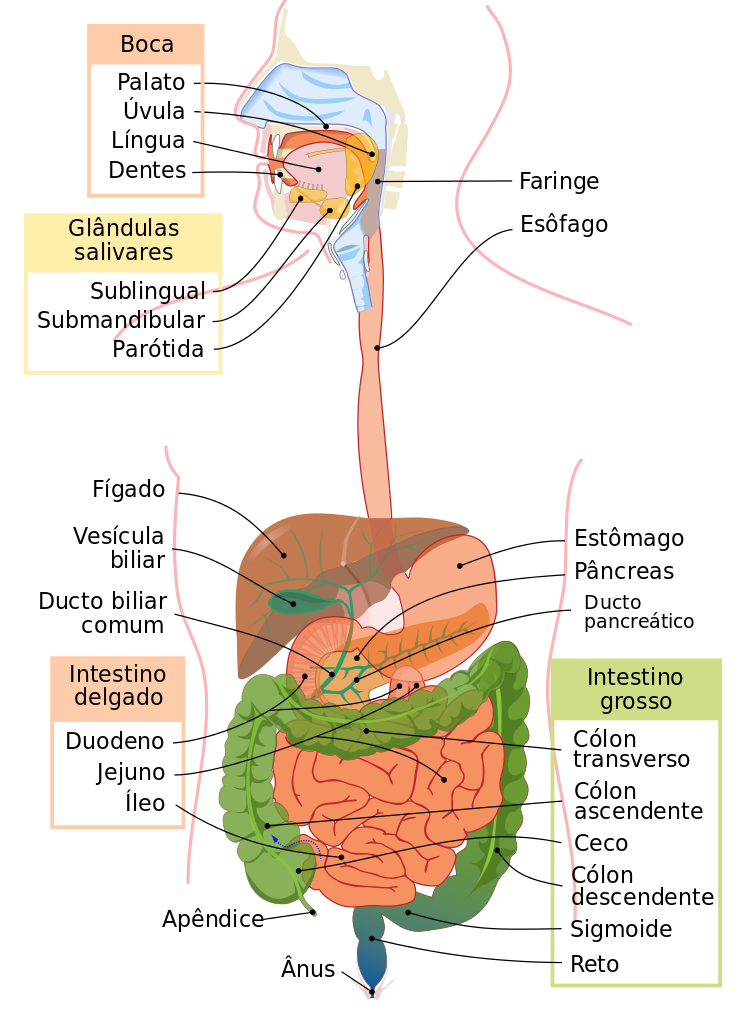 Boca
Palato
Úvula
Língua
Dentes
Glândulas
salivares
Sublingual
Submandibular
Parótida
Faringe
Esôfago
Fígado
Vesícula
biliar
Ducto biliar
comum
Estômago
Pâncreas
Ducto
pancreático
Intestino
delgado
Duodeno
Jejuno
Íleo
Intestino
grosso
Cólon
transverso
Cólon
ascendente
Ceco
Cólon
descendente
Sigmoide
Reto
Apêndice
Ânus